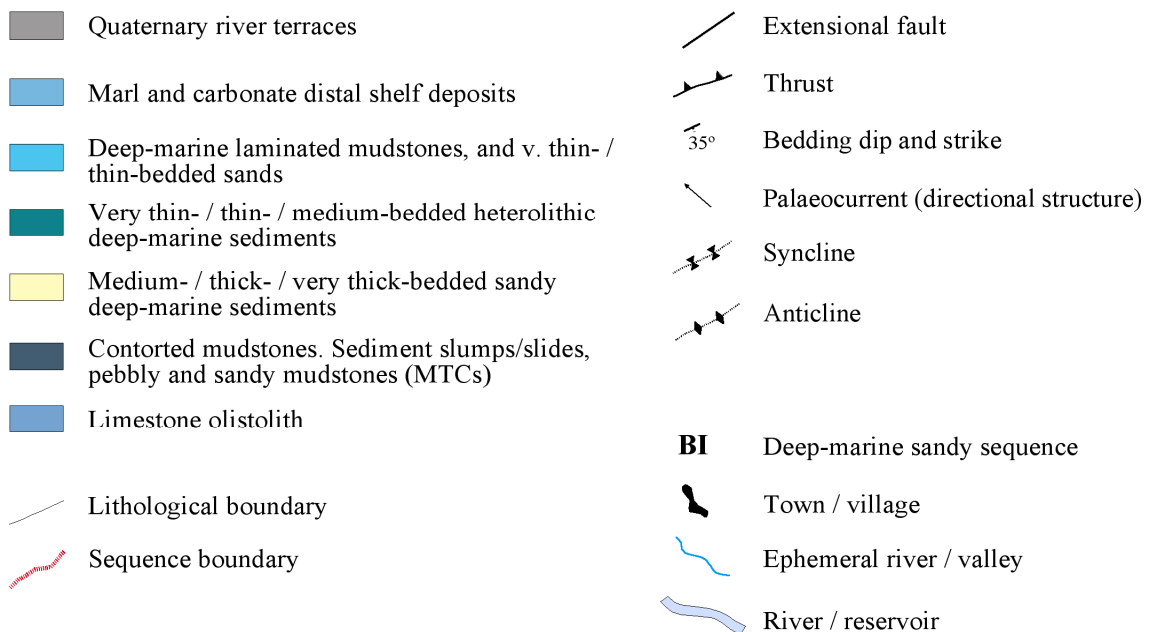 Quaternary river terraces
Marl and carbonate distal shelf deposits
Deep-marine laminated mudstones, and v. thin- /
thin-bedded sands
Very thin- / thin- / medium-bedded heterolithic
deep-marine sediments
Medium- / thick- / very thick-bedded sandy
deep-marine sediments
Contorted mudstones. Sediment slumps/slides,
pebbly and sandy mudstones (MTCs)
Limestone olistolith
Lithological boundary
Sequence boundary
Extensional fault
Thrust
35º
Bedding dip and strike
Palaeocurrent (directional structure)
Syncline
Anticline
BI
Deep-marine sandy sequence
Town / village
Ephemeral river / valley
River / reservoir